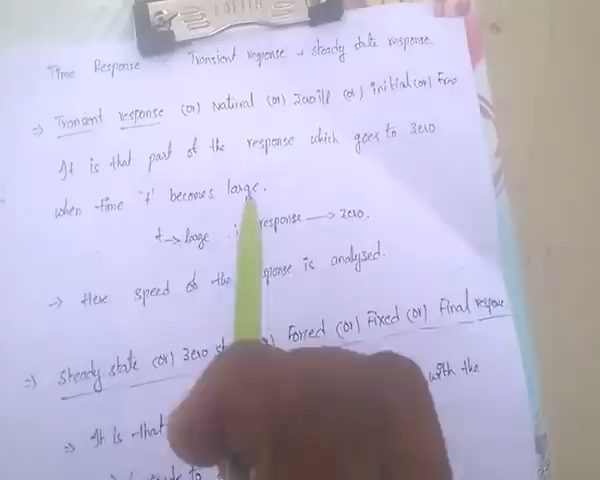 Time Response Transient response + steady state response
⇒ Transient response (or) Natural (or) Zero i/p (or) initial (or) Free
It is that part of the response which goes to zero
when time 't' becomes large.
t → large response → zero.
→ Here speed of the is analysed.
⇒ Steady state (or) zero Forced (or) Fixed (or) Final response
⇒ It is that with the